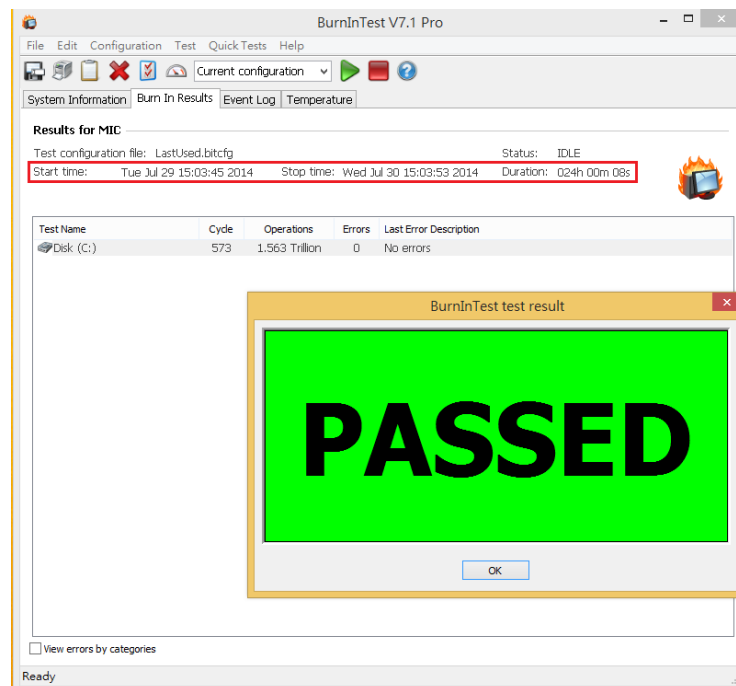 BurnInTest V7.1 Pro
File Edit Configuration Test Quick Tests Help
Current configuration
System Information Burn In Results Event Log Temperature
Results for MIC
Test configuration file: LastUsed.bitcfg Status: IDLE
Start time: Tue Jul 29 15:03:45 2014 Stop time: Wed Jul 30 15:03:53 2014 Duration: 024h 00m 08s
Test Name Cycle Operations Errors Last Error Description
Disk (C:) 573 1.563 Trillion 0 No errors
BurnInTest test result
PASSED
OK
View errors by categories
Ready